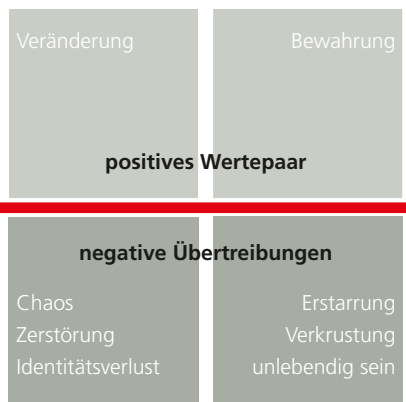 Veränderung
Bewahrung
positives Wertepaar
negative Übertreibungen
Chaos
Zerstörung
Identitätsverlust
Erstarrung
Verkrustung
unlebendig sein